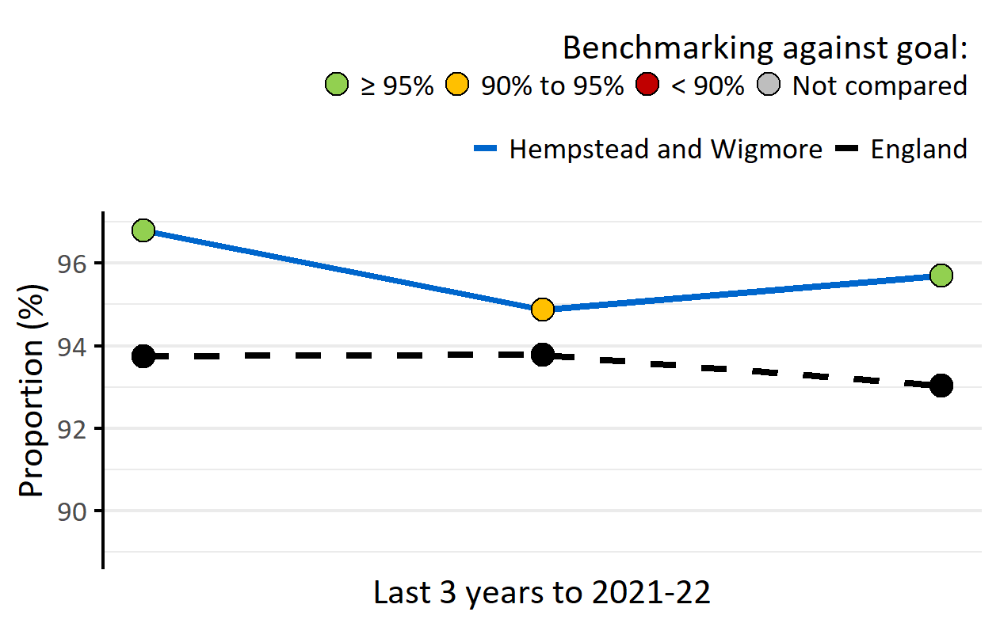 Benchmarking against goal:
≥ 95% 90% to 95% < 90% Not compared
Hempstead and Wigmore England
Proportion (%)
96
94
92
90
Last 3 years to 2021-22